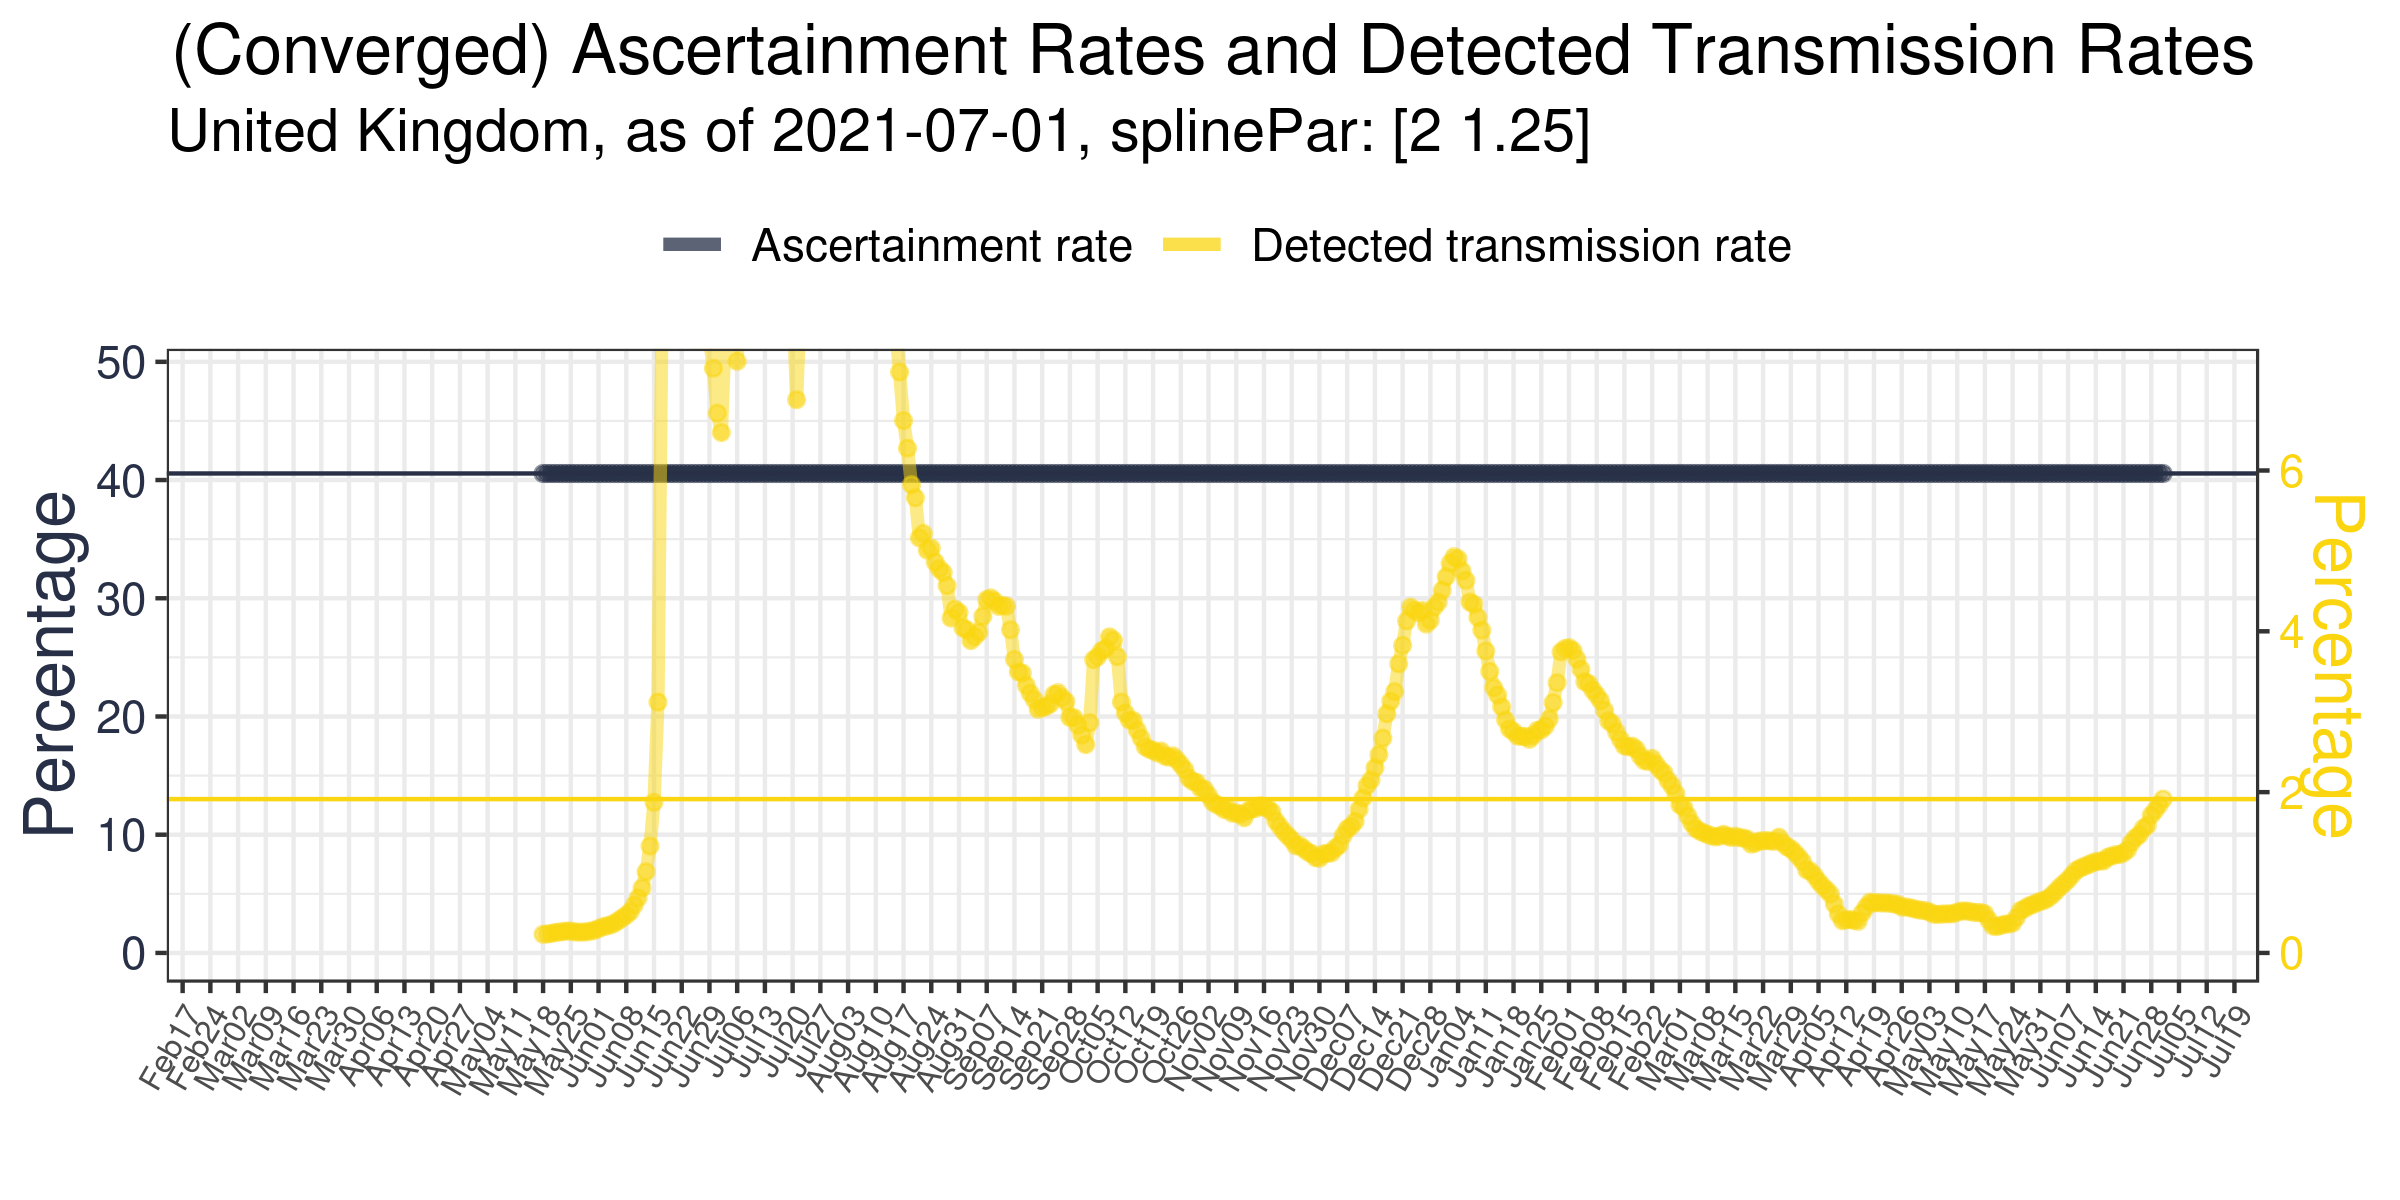 (Converged) Ascertainment Rates and Detected Transmission Rates
United Kingdom, as of 2021-07-01, splinePar: [2 1.25]
Ascertainment rate
Detected transmission rate
Percentage
50
40
30
20
10
0
6
4
2
0
Percentage
Feb17
Feb24
Mar02
Mar09
Mar16
Mar23
Mar30
Apr06
Apr13
Apr20
Apr27
May04
May11
May18
May25
Jun01
Jun08
Jun15
Jun22
Jun29
Jul06
Jul13
Jul20
Jul27
Aug03
Aug10
Aug17
Aug24
Aug31
Sep07
Sep14
Sep21
Sep28
Oct05
Oct12
Oct19
Oct26
Nov02
Nov09
Nov16
Nov23
Nov30
Dec07
Dec14
Dec21
Dec28
Jan04
Jan11
Jan18
Jan25
Feb01
Feb08
Feb15
Feb22
Mar01
Mar08
Mar15
Mar22
Mar29
Apr05
Apr12
Apr19
Apr26
May03
May10
May17
May24
May31
Jun07
Jun14
Jun21
Jun28
Jul05
Jul12
Jul19